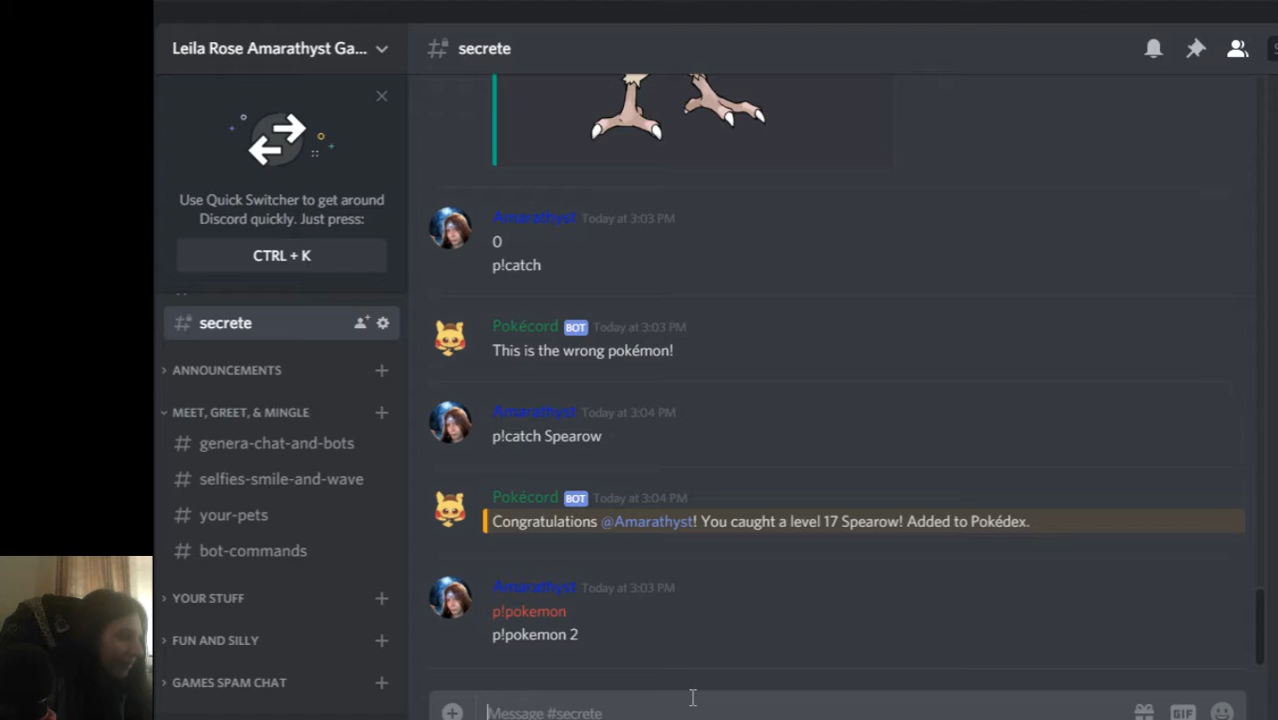 Leila Rose Amarathyst Ga...
secrete
Use Quick Switcher to get around
Discord quickly. Just press:
CTRL + K
secrete
ANNOUNCEMENTS
MEET, GREET, & MINGLE
genera-chat-and-bots
selfies-smile-and-wave
your-pets
bot-commands
YOUR STUFF
FUN AND SILLY
GAMES SPAM CHAT
Amarathyst Today at 3:03 PM
0
p!catch
Pokécord BOT Today at 3:03 PM
This is the wrong pokémon!
Amarathyst Today at 3:04 PM
p!catch Spearow
Pokécord BOT Today at 3:04 PM
Congratulations @Amarathyst! You caught a level 17 Spearow! Added to Pokédex.
Amarathyst Today at 3:03 PM
p!pokemon
p!pokemon 2
Message #secrete
GIF